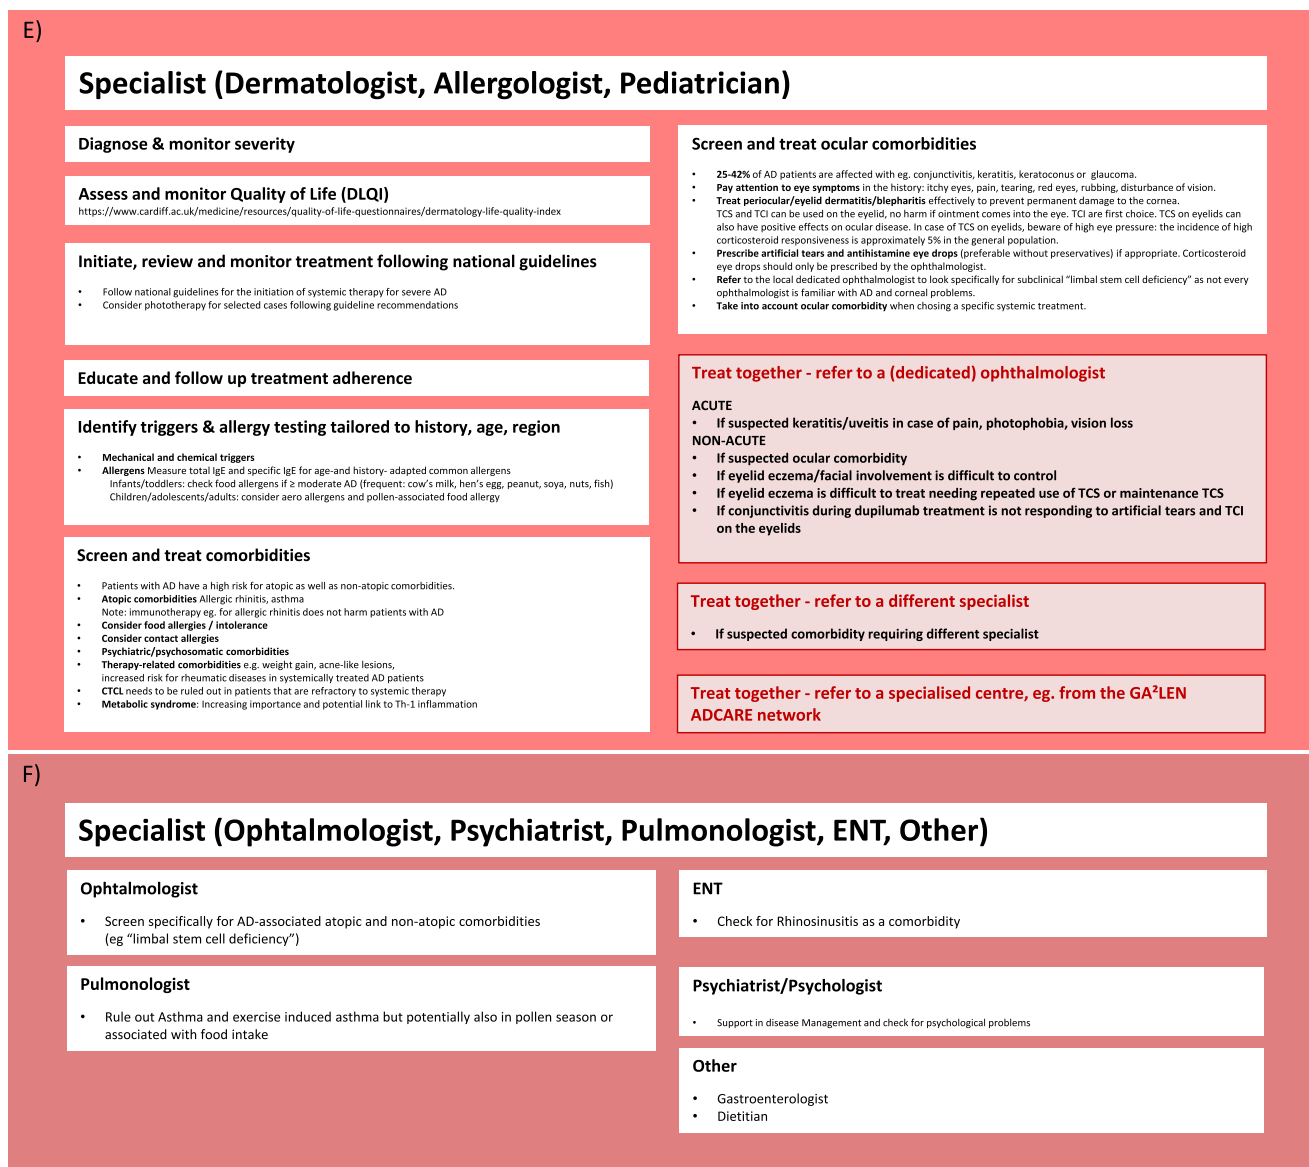 E)
Specialist (Dermatologist, Allergologist, Pediatrician)
Diagnose & monitor severity
Assess and monitor Quality of Life (DLQI)
https://www.cardiff.ac.uk/medicine/resources/quality-of-life-questionnaires/dermatology-life-quality-index
Initiate, review and monitor treatment following national guidelines
• Follow national guidelines for the initiation of systemic therapy for severe AD
• Consider phototherapy for selected cases following guideline recommendations
Educate and follow up treatment adherence
Identify triggers & allergy testing tailored to history, age, region
• Mechanical and chemical triggers
• Allergens Measure total IgE and specific IgE for age-and history- adapted common allergens
Infants/toddlers: check food allergens if ≥ moderate AD (frequent: cow's milk, hen's egg, peanut, soya, nuts, fish)
Children/adolescents/adults: consider aero allergens and pollen-associated food allergy
Screen and treat comorbidities
• Patients with AD have a high risk for atopic as well as non-atopic comorbidities.
• Atopic comorbidities Allergic rhinitis, asthma
Note: immunotherapy eg. for allergic rhinitis does not harm patients with AD
• Consider food allergies / intolerance
• Consider contact allergies
• Psychiatric/psychosomatic comorbidities
• Therapy-related comorbidities e.g. weight gain, acne-like lesions,
increased risk for rheumatic diseases in systemically treated AD patients
• CTCL needs to be ruled out in patients that are refractory to systemic therapy
• Metabolic syndrome: Increasing importance and potential link to Th-1 inflammation
Screen and treat ocular comorbidities
• 25-42% of AD patients are affected with eg. conjunctivitis, keratitis, keratoconus or glaucoma.
• Pay attention to eye symptoms in the history: itchy eyes, pain, tearing, red eyes, rubbing, disturbance of vision.
• Treat periocular/eyelid dermatitis/blepharitis effectively to prevent permanent damage to the cornea.
TCS and TCI can be used on the eyelid, no harm if ointment comes into the eye. TCI are first choice. TCS on eyelids can
also have positive effects on ocular disease. In case of TCS on eyelids, beware of high eye pressure: the incidence of high
corticosteroid responsiveness is approximately 5% in the general population.
• Prescribe artificial tears and antihistamine eye drops (preferable without preservatives) if appropriate. Corticosteroid
eye drops should only be prescribed by the ophthalmologist.
• Refer to the local dedicated ophthalmologist to look specifically for subclinical “limbal stem cell deficiency” as not every
ophthalmologist is familiar with AD and corneal problems.
• Take into account ocular comorbidity when chosing a specific systemic treatment.
Treat together - refer to a (dedicated) ophthalmologist
ACUTE
• If suspected keratitis/uveitis in case of pain, photophobia, vision loss
NON-ACUTE
• If suspected ocular comorbidity
• If eyelid eczema/facial involvement is difficult to control
• If eyelid eczema is difficult to treat needing repeated use of TCS or maintenance TCS
• If conjunctivitis during dupilumab treatment is not responding to artificial tears and TCI
on the eyelids
Treat together - refer to a different specialist
• If suspected comorbidity requiring different specialist
Treat together - refer to a specialised centre, eg. from the GA²LEN
ADCARE network
F)
Specialist (Ophtalmologist, Psychiatrist, Pulmonologist, ENT, Other)
Ophtalmologist
• Screen specifically for AD-associated atopic and non-atopic comorbidities
(eg “limbal stem cell deficiency”)
Pulmonologist
• Rule out Asthma and exercise induced asthma but potentially also in pollen season or
associated with food intake
ENT
• Check for Rhinosinusitis as a comorbidity
Psychiatrist/Psychologist
• Support in disease Management and check for psychological problems
Other
• Gastroenterologist
• Dietitian